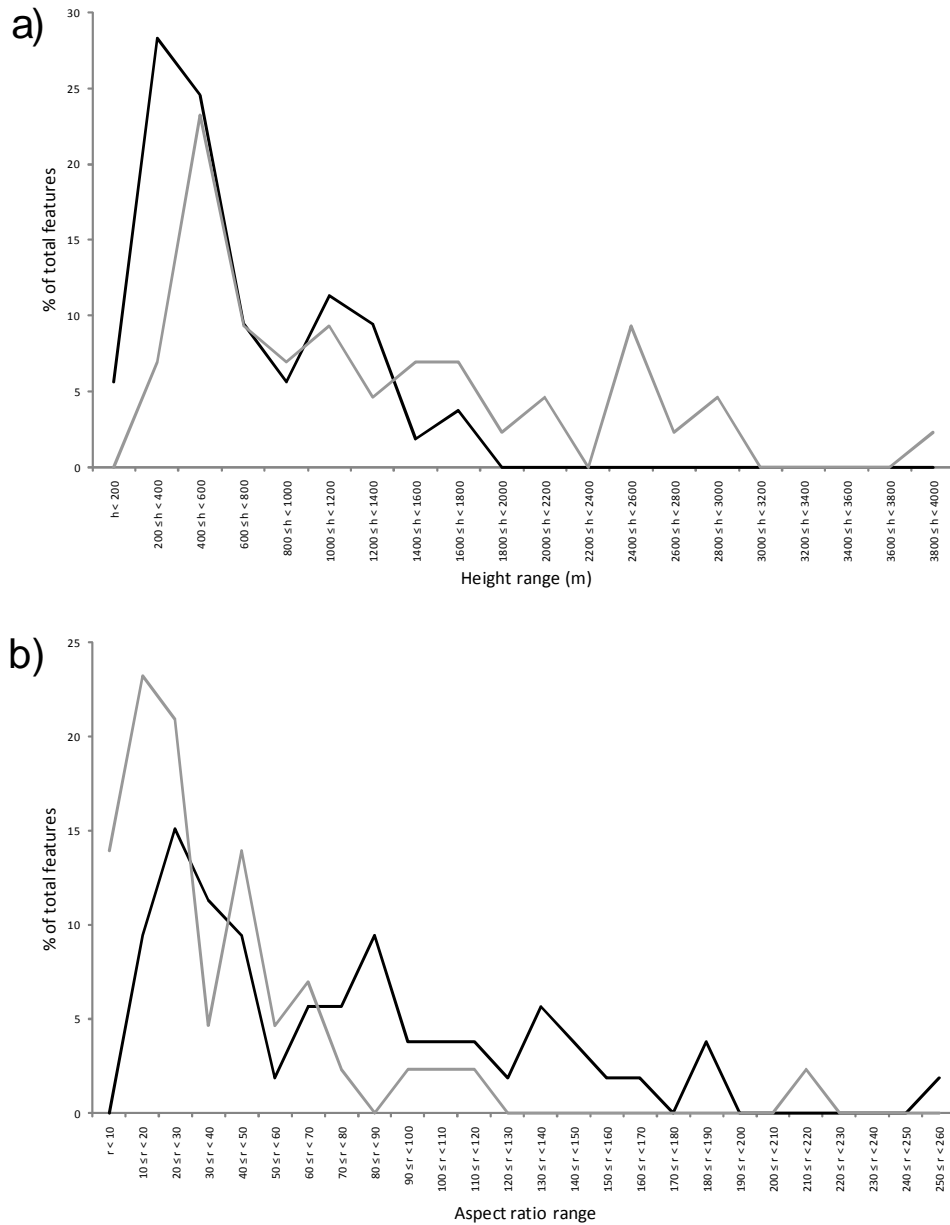 a)
30
25
20
15
10
5
0
% of total features
h < 200
200 ≤ h < 400
400 ≤ h < 600
600 ≤ h < 800
800 ≤ h < 1000
1000 ≤ h < 1200
1200 ≤ h < 1400
1400 ≤ h < 1600
1600 ≤ h < 1800
1800 ≤ h < 2000
2000 ≤ h < 2200
2200 ≤ h < 2400
2400 ≤ h < 2600
2600 ≤ h < 2800
2800 ≤ h < 3000
3000 ≤ h < 3200
3200 ≤ h < 3400
3400 ≤ h < 3600
3600 ≤ h < 3800
3800 ≤ h < 4000
Height range (m)
b)
25
20
15
10
5
0
% of total features
r < 10
10 ≤ r < 20
20 ≤ r < 30
30 ≤ r < 40
40 ≤ r < 50
50 ≤ r < 60
60 ≤ r < 70
70 ≤ r < 80
80 ≤ r < 90
90 ≤ r <100
100 ≤ r <110
110 ≤ r <120
120 ≤ r <130
130 ≤ r <140
140 ≤ r <150
150 ≤ r <160
160 ≤ r <170
170 ≤ r <180
180 ≤ r <190
190 ≤ r <200
200 ≤ r <210
210 ≤ r <220
220 ≤ r <230
230 ≤ r <240
240 ≤ r <250
250 ≤ r <260
Aspect ratio range